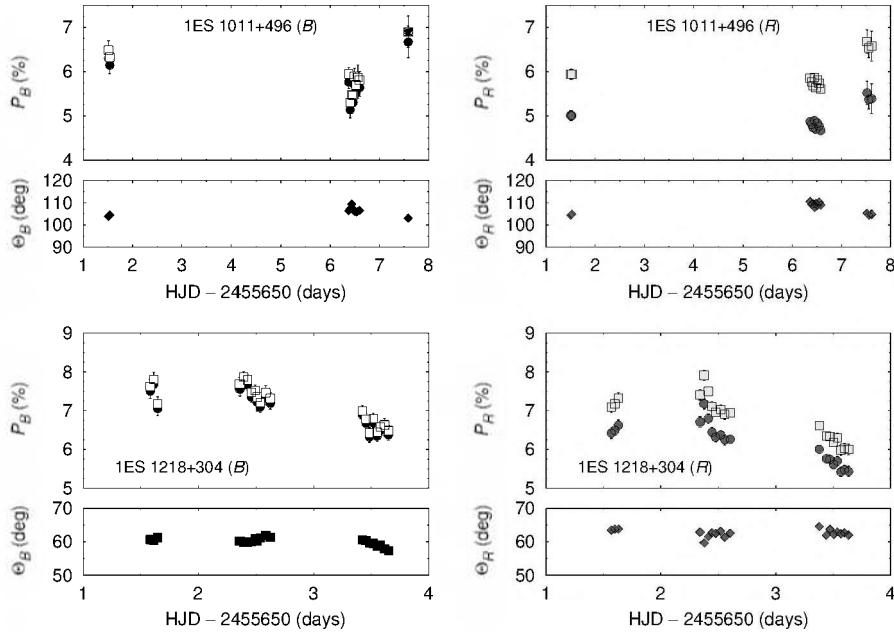 1ES 1011+496 (B)
P_B (%)
7
6
5
4
Θ_B (deg)
120
110
100
90
1 2 3 4 5 6 7 8
HJD − 2455650 (days)
1ES 1011+496 (R)
P_R (%)
7
6
5
4
Θ_R (deg)
120
110
100
90
1 2 3 4 5 6 7 8
HJD − 2455650 (days)
P_B (%)
9
8
7
6
5
1ES 1218+304 (B)
Θ_B (deg)
70
60
50
1 2 3 4
HJD − 2455650 (days)
P_R (%)
9
8
7
6
5
1ES 1218+304 (R)
Θ_R (deg)
70
60
50
1 2 3 4
HJD − 2455650 (days)